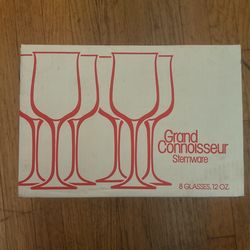 Grand
Connoisseur
Stemware
8 GLASSES, 12 OZ.